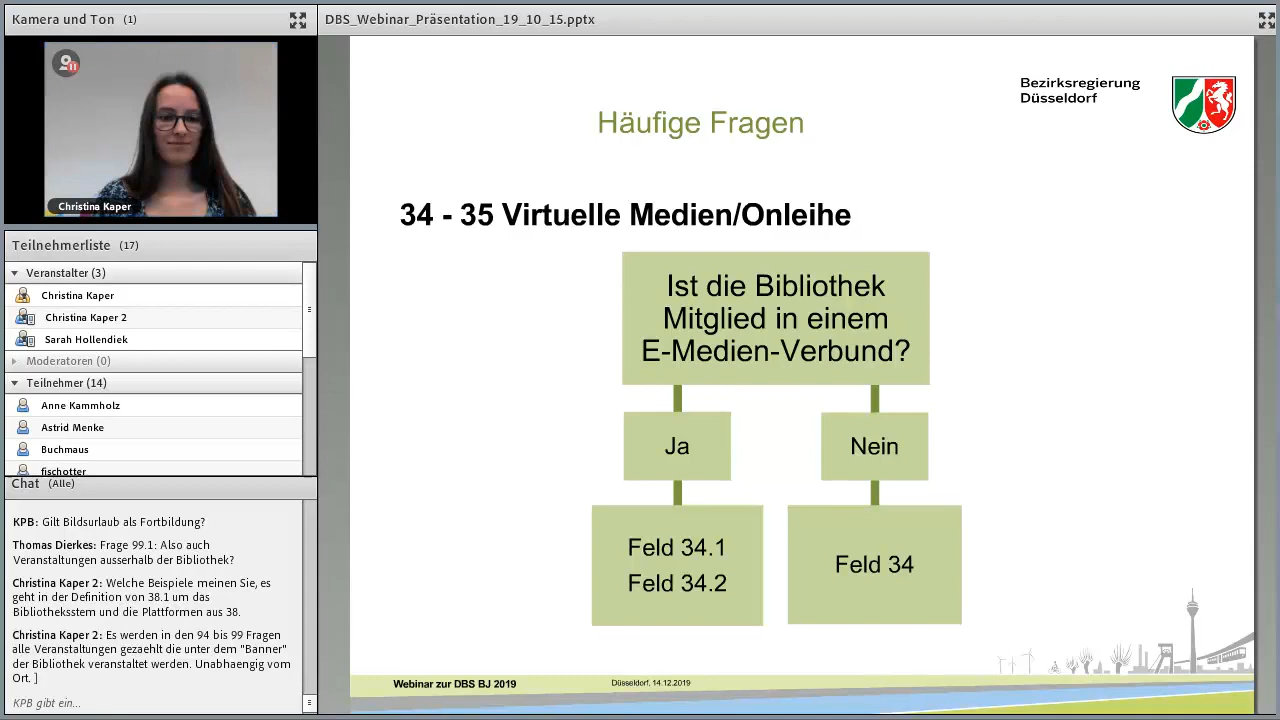 Kamera und Ton (1)
DBS_Webinar_Präsentation_19_10_15.pptx
Christina Kaper
Teilnehmerliste (17)
Veranstalter (3)
Christina Kaper
Christina Kaper 2
Sarah Hollendiek
Moderatoren (0)
Teilnehmer (14)
Anne Kammholz
Astrid Menke
Buchmaus
fischotter
Chat (Alle)
KPB: Gilt Bildsurlaub als Fortbildung?
Thomas Dierkes: Frage 99.1: Also auch
Veranstaltungen ausserhalb der Bibliothek?
Christina Kaper 2: Welche Beispiele meinen Sie, es
geht in der Definition von 38.1 um das
Bibliotheksstem und die Plattformen aus 38.
Christina Kaper 2: Es werden in den 94 bis 99 Fragen
alle Veranstaltungen gezaehlt die unter dem "Banner"
der Bibliothek veranstaltet werden. Unabhaengig vom
Ort. ]
KPB gibt ein...
Bezirksregierung
Düsseldorf
Häufige Fragen
34 - 35 Virtuelle Medien/Onleihe
Ist die Bibliothek
Mitglied in einem
E-Medien-Verbund?
Ja
Nein
Feld 34.1
Feld 34.2
Feld 34
Webinar zur DBS BJ 2019
Düsseldorf, 14.12.2019